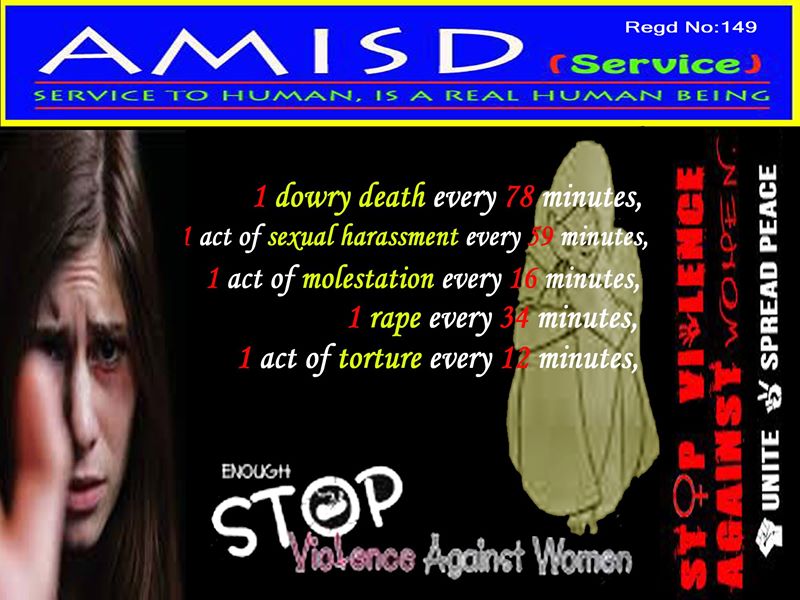 Regd No:149
AMISD (Service)
SERVICE TO HUMAN, IS A REAL HUMAN BEING
1 dowry death every 78 minutes,
1 act of sexual harassment every 59 minutes,
1 act of molestation every 16 minutes,
1 rape every 34 minutes,
1 act of torture every 12 minutes,
ENOUGH
STOP
Violence Against Women
STOP VIOLENCE
AGAINST WOMEN.
UNITE SPREAD PEACE